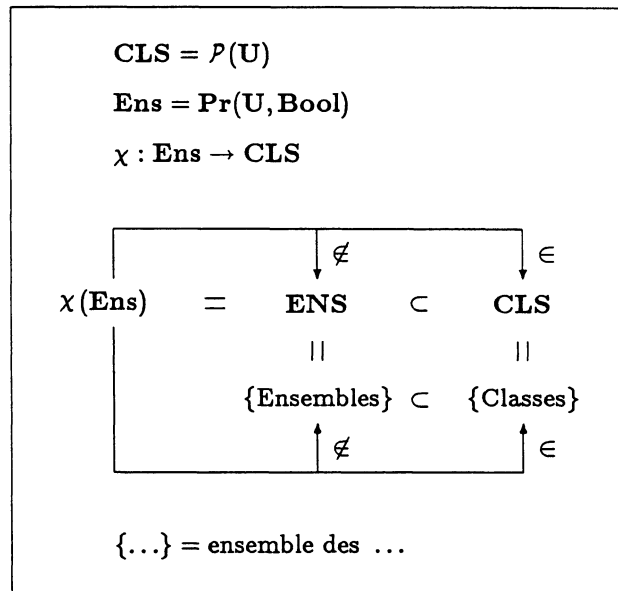 CLS = 𝒫(U)
Ens = Pr(U, Bool)
χ : Ens → CLS
∉ ∈
χ(Ens) = ENS ⊂ CLS
|| ||
{Ensembles} ⊂ {Classes}
∉ ∈
{...} = ensemble des ...